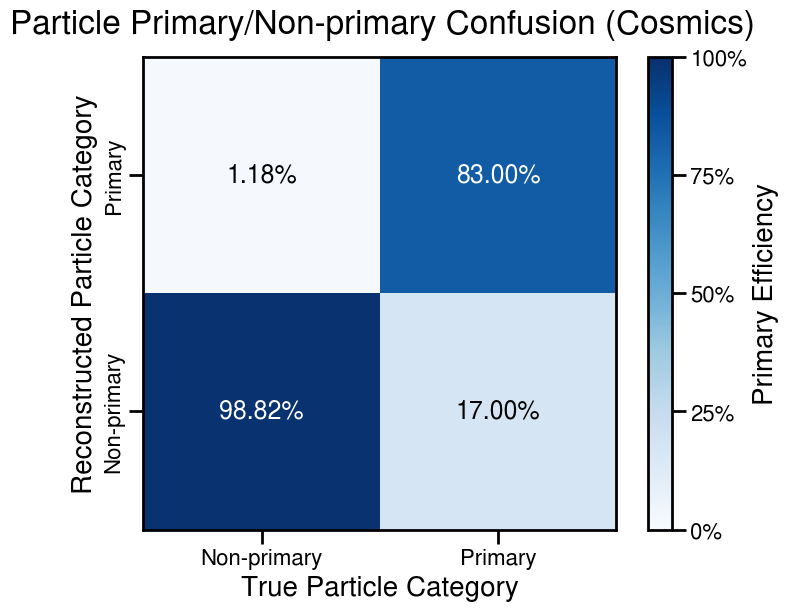 Particle Primary/Non-primary Confusion (Cosmics)
Reconstructed Particle Category
Primary
Non-primary
1.18%
83.00%
98.82%
17.00%
Non-primary
Primary
True Particle Category
100%
75%
50%
25%
0%
Primary Efficiency